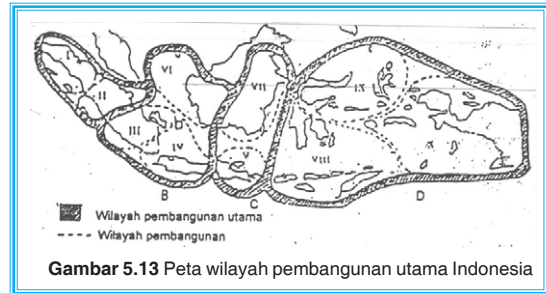 I
II
III
IV
V
VI
VII
VIII
IX
B
C
D
Wilayah pembangunan utama
Wilayah pembangunan
Gambar 5.13 Peta wilayah pembangunan utama Indonesia